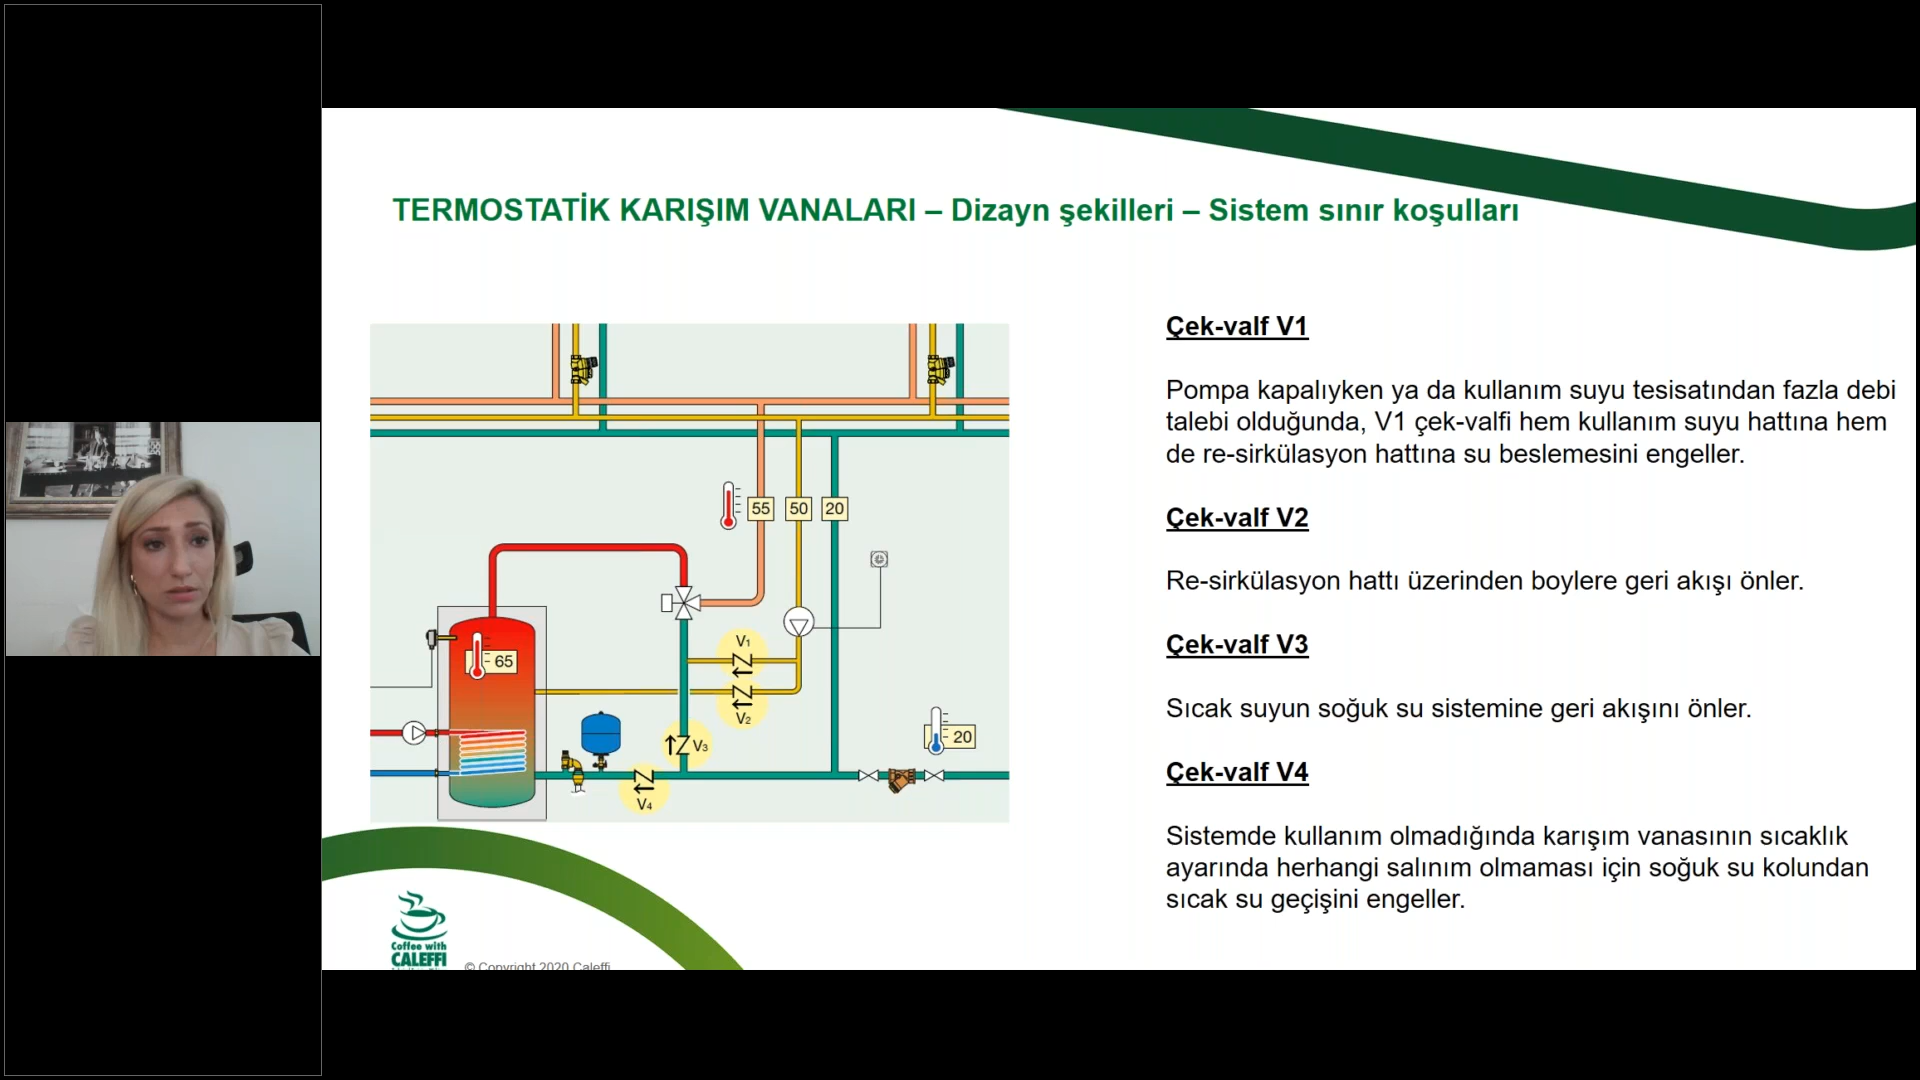 TERMOSTATİK KARIŞIM VANALARI – Dizayn şekilleri – Sistem sınır koşulları
55
50
20
65
V1
V2
V3
V4
20
Çek-valf V1
Pompa kapalıyken ya da kullanım suyu tesisatından fazla debi
talebi olduğunda, V1 çek-valfi hem kullanım suyu hattına hem
de re-sirkülasyon hattına su beslemesini engeller.
Çek-valf V2
Re-sirkülasyon hattı üzerinden boylere geri akışı önler.
Çek-valf V3
Sıcak suyun soğuk su sistemine geri akışını önler.
Çek-valf V4
Sistemde kullanım olmadığında karışım vanasının sıcaklık
ayarında herhangi salınım olmaması için soğuk su kolundan
sıcak su geçişini engeller.
Coffee with
CALEFFI
© Copyright 2020 Caleffi